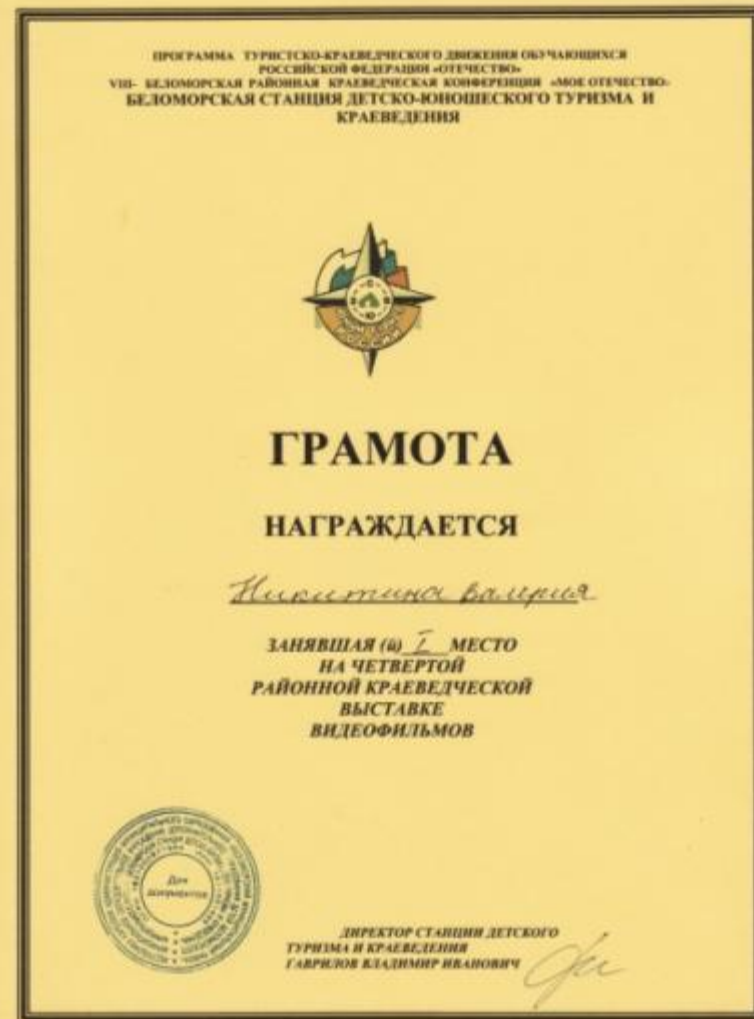 ПРОГРАММА ТУРИСТСКО-КРАЕВЕДЧЕСКОГО ДВИЖЕНИЯ ОБУЧАЮЩИХСЯ
РОССИЙСКОЙ ФЕДЕРАЦИИ «ОТЕЧЕСТВО»
VIII- БЕЛОМОРСКАЯ РАЙОННАЯ КРАЕВЕДЧЕСКАЯ КОНФЕРЕНЦИЯ «МОЕ ОТЕЧЕСТВО»
БЕЛОМОРСКАЯ СТАНЦИЯ ДЕТСКО-ЮНОШЕСКОГО ТУРИЗМА И
КРАЕВЕДЕНИЯ
ГРАМОТА
НАГРАЖДАЕТСЯ
Никитина Валерия
ЗАНЯВШАЯ (й) I МЕСТО
НА ЧЕТВЕРТОЙ
РАЙОННОЙ КРАЕВЕДЧЕСКОЙ
ВЫСТАВКЕ
ВИДЕОФИЛЬМОВ
Для
документов
ДИРЕКТОР СТАНЦИИ ДЕТСКОГО
ТУРИЗМА И КРАЕВЕДЕНИЯ
ГАВРИЛОВ ВЛАДИМИР ИВАНОВИЧ